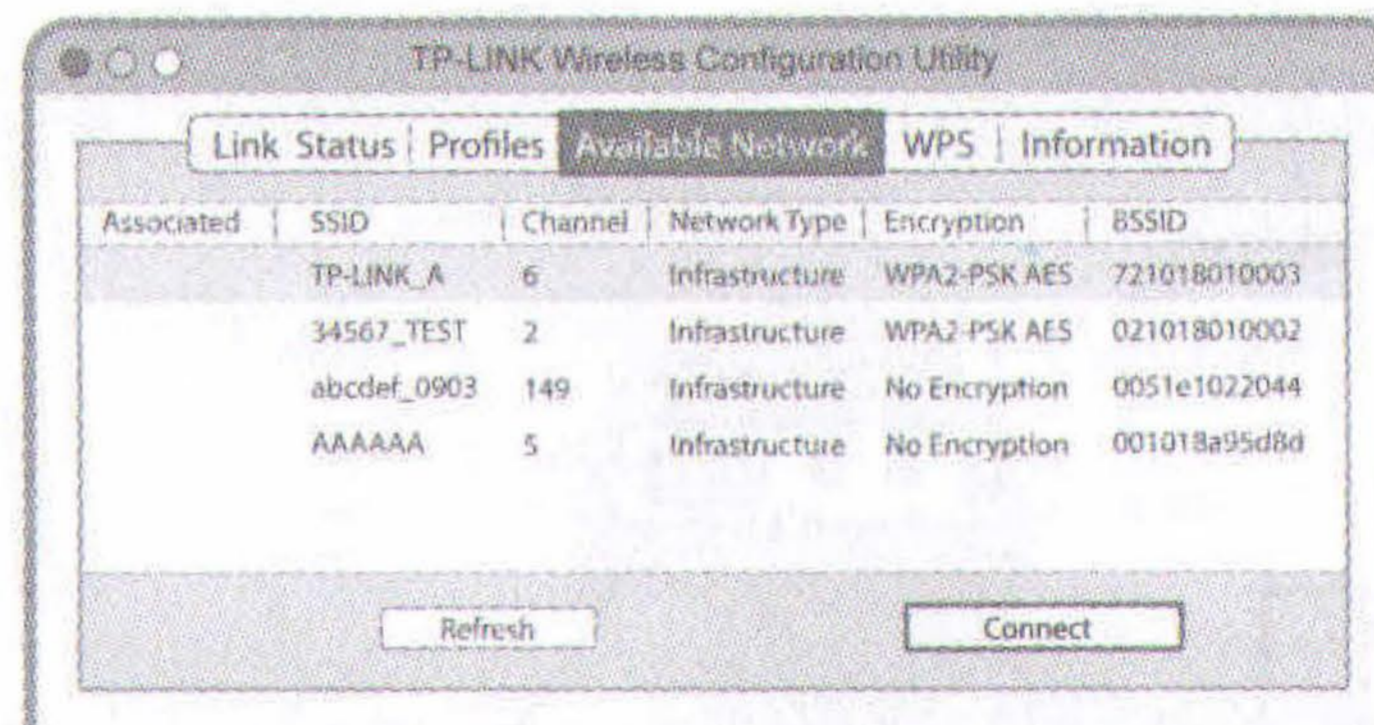 TP-LINK Wireless Configuration Utility
Link Status Profiles Available Network WPS Information
Associated SSID Channel Network Type Encryption BSSID
TP-LINK_A 6 Infrastructure WPA2-PSK AES 721018010003
34567_TEST 2 Infrastructure WPA2-PSK AES 021018010002
abcdef_0903 149 Infrastructure No Encryption 0051e1022044
AAAAAA 5 Infrastructure No Encryption 001018a95d8d
Refresh Connect